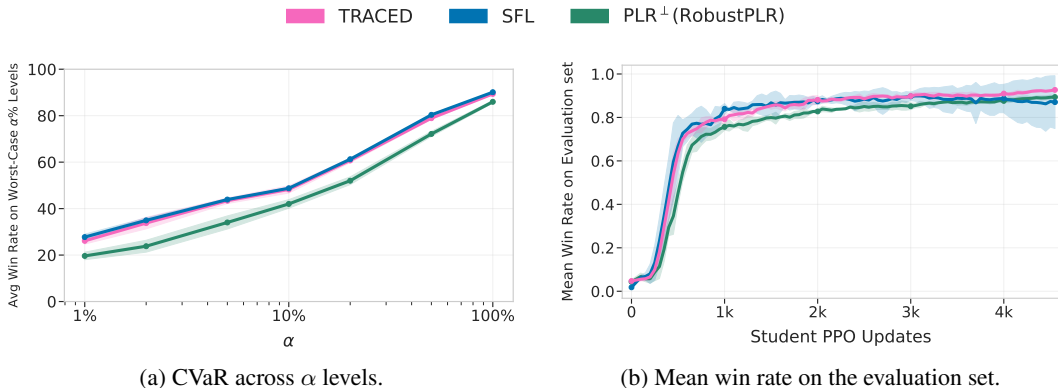 TRACED SFL PLR⊥(RobustPLR)
Avg Win Rate on Worst-Case α% Levels
100
80
60
40
20
0
1% 10% 100%
α
(a) CVaR across α levels.
Mean Win Rate on Evaluation set
1.0
0.8
0.6
0.4
0.2
0.0
0 1k 2k 3k 4k
Student PPO Updates
(b) Mean win rate on the evaluation set.